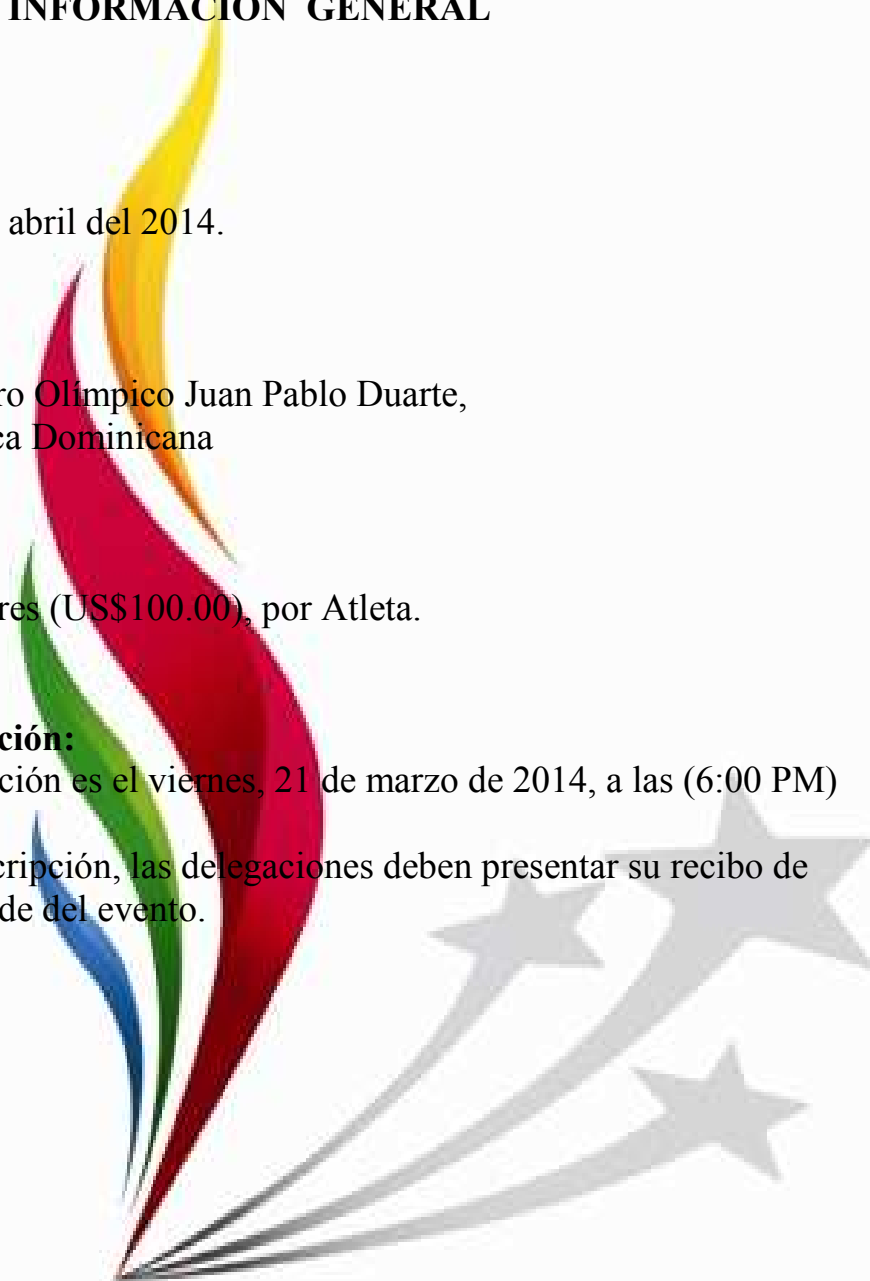 INFORMACIÓN GENERAL
abril del 2014.
ro Olímpico Juan Pablo Duarte,
ca Dominicana
res (US$100.00), por Atleta.
ción:
ción es el viernes, 21 de marzo de 2014, a las (6:00 PM)
cripción, las delegaciones deben presentar su recibo de
de del evento.